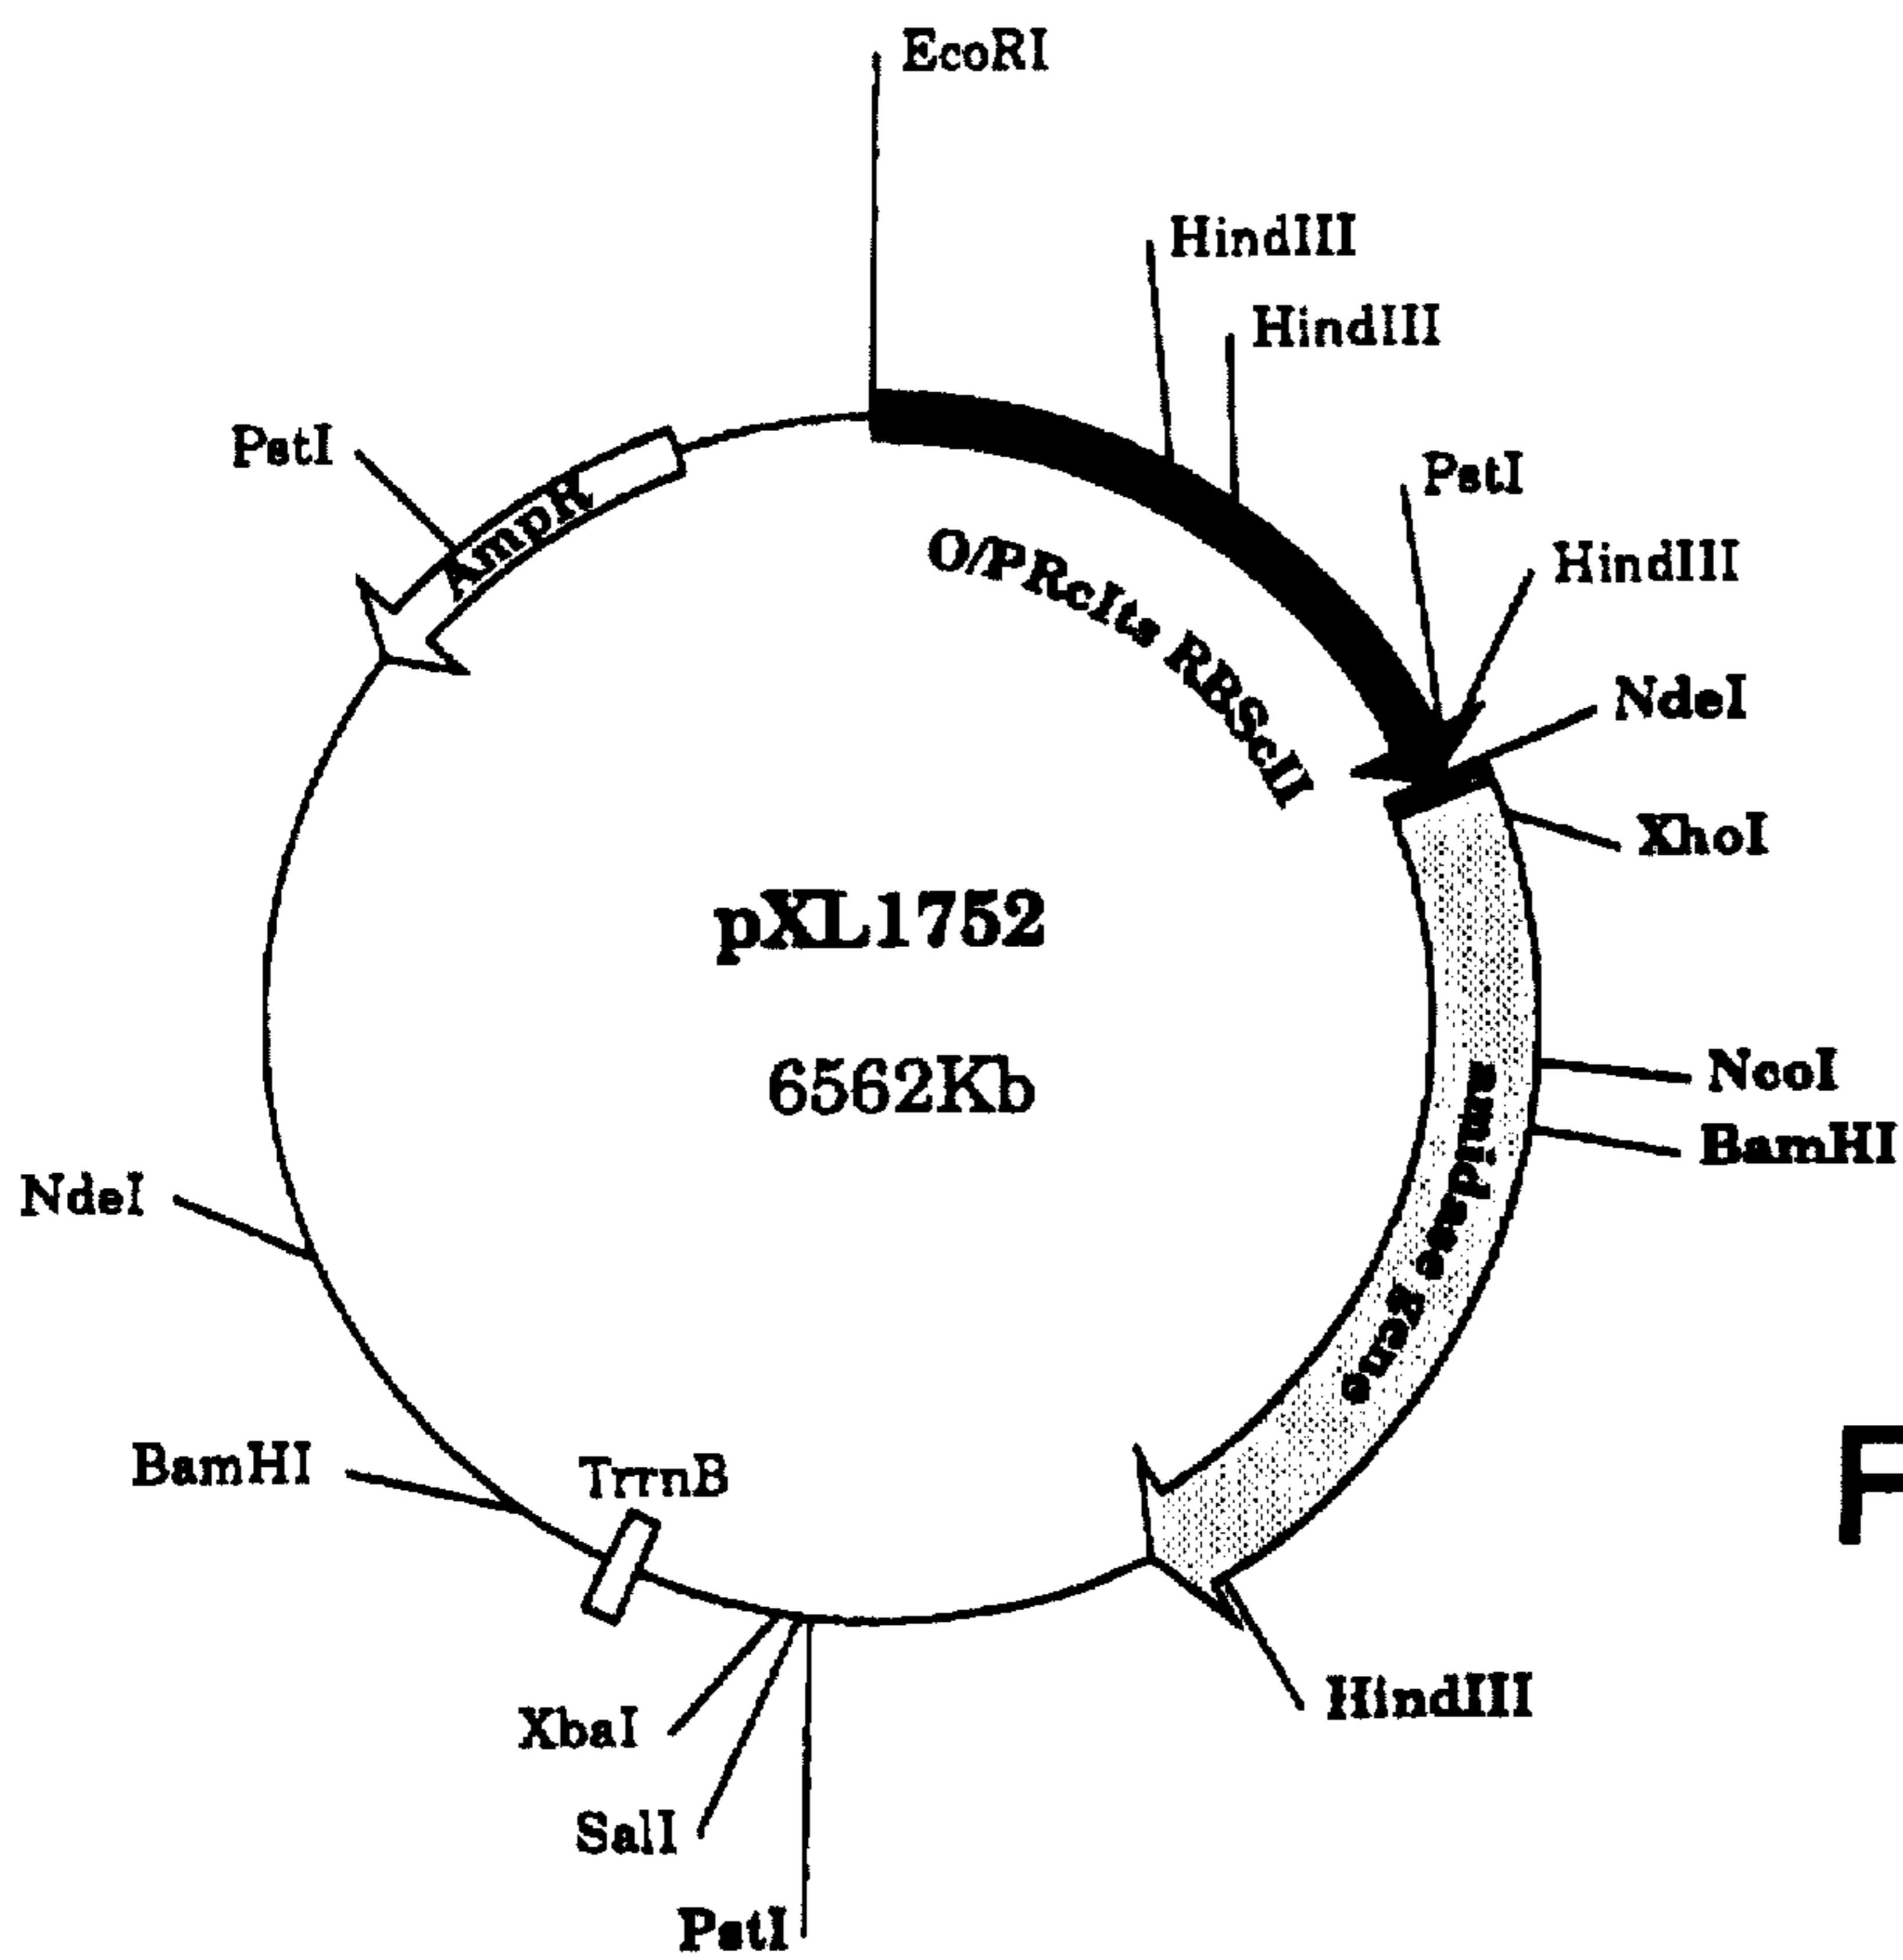 EcoRI
HindIII
HindIII
PstI
PstI
HindIII
AmpR
O/PRcIts RBScII
NdeI
XhoI
pXL1752
6562Kb
NcoI
BamHI
amidase gene
NdeI
BamHI
TrrnB
F
XbaI
HindIII
SalI
PstI